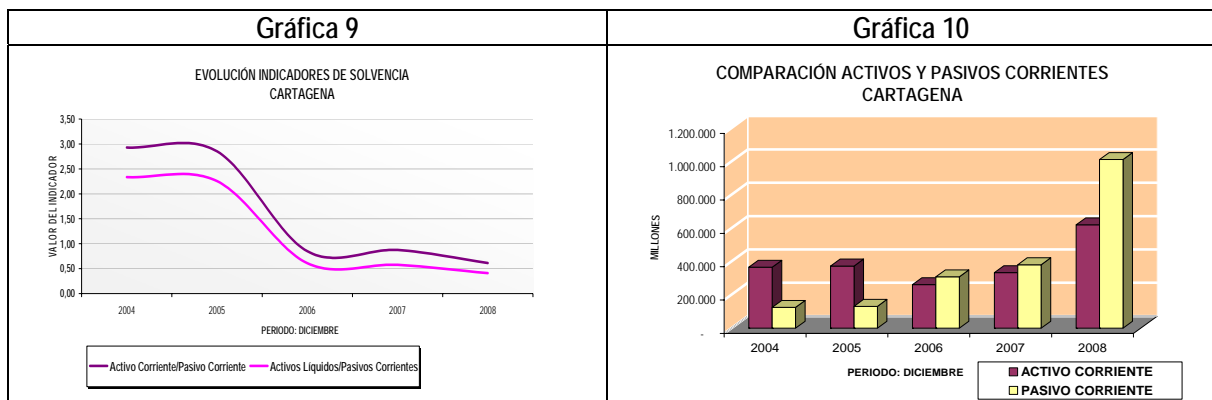 Gráfica 9
EVOLUCIÓN INDICADORES DE SOLVENCIA
CARTAGENA
VALOR DEL INDICADOR
3,50
3,00
2,50
2,00
1,50
1,00
0,50
0,00
2004 2005 2006 2007 2008
PERIODO: DICIEMBRE
Activo Corriente/Pasivo Corriente Activos Líquidos/Pasivos Corrientes
Gráfica 10
COMPARACIÓN ACTIVOS Y PASIVOS CORRIENTES
CARTAGENA
MILLONES
1.200.000
1.000.000
800.000
600.000
400.000
200.000
-
2004 2005 2006 2007 2008
PERIODO: DICIEMBRE
ACTIVO CORRIENTE
PASIVO CORRIENTE